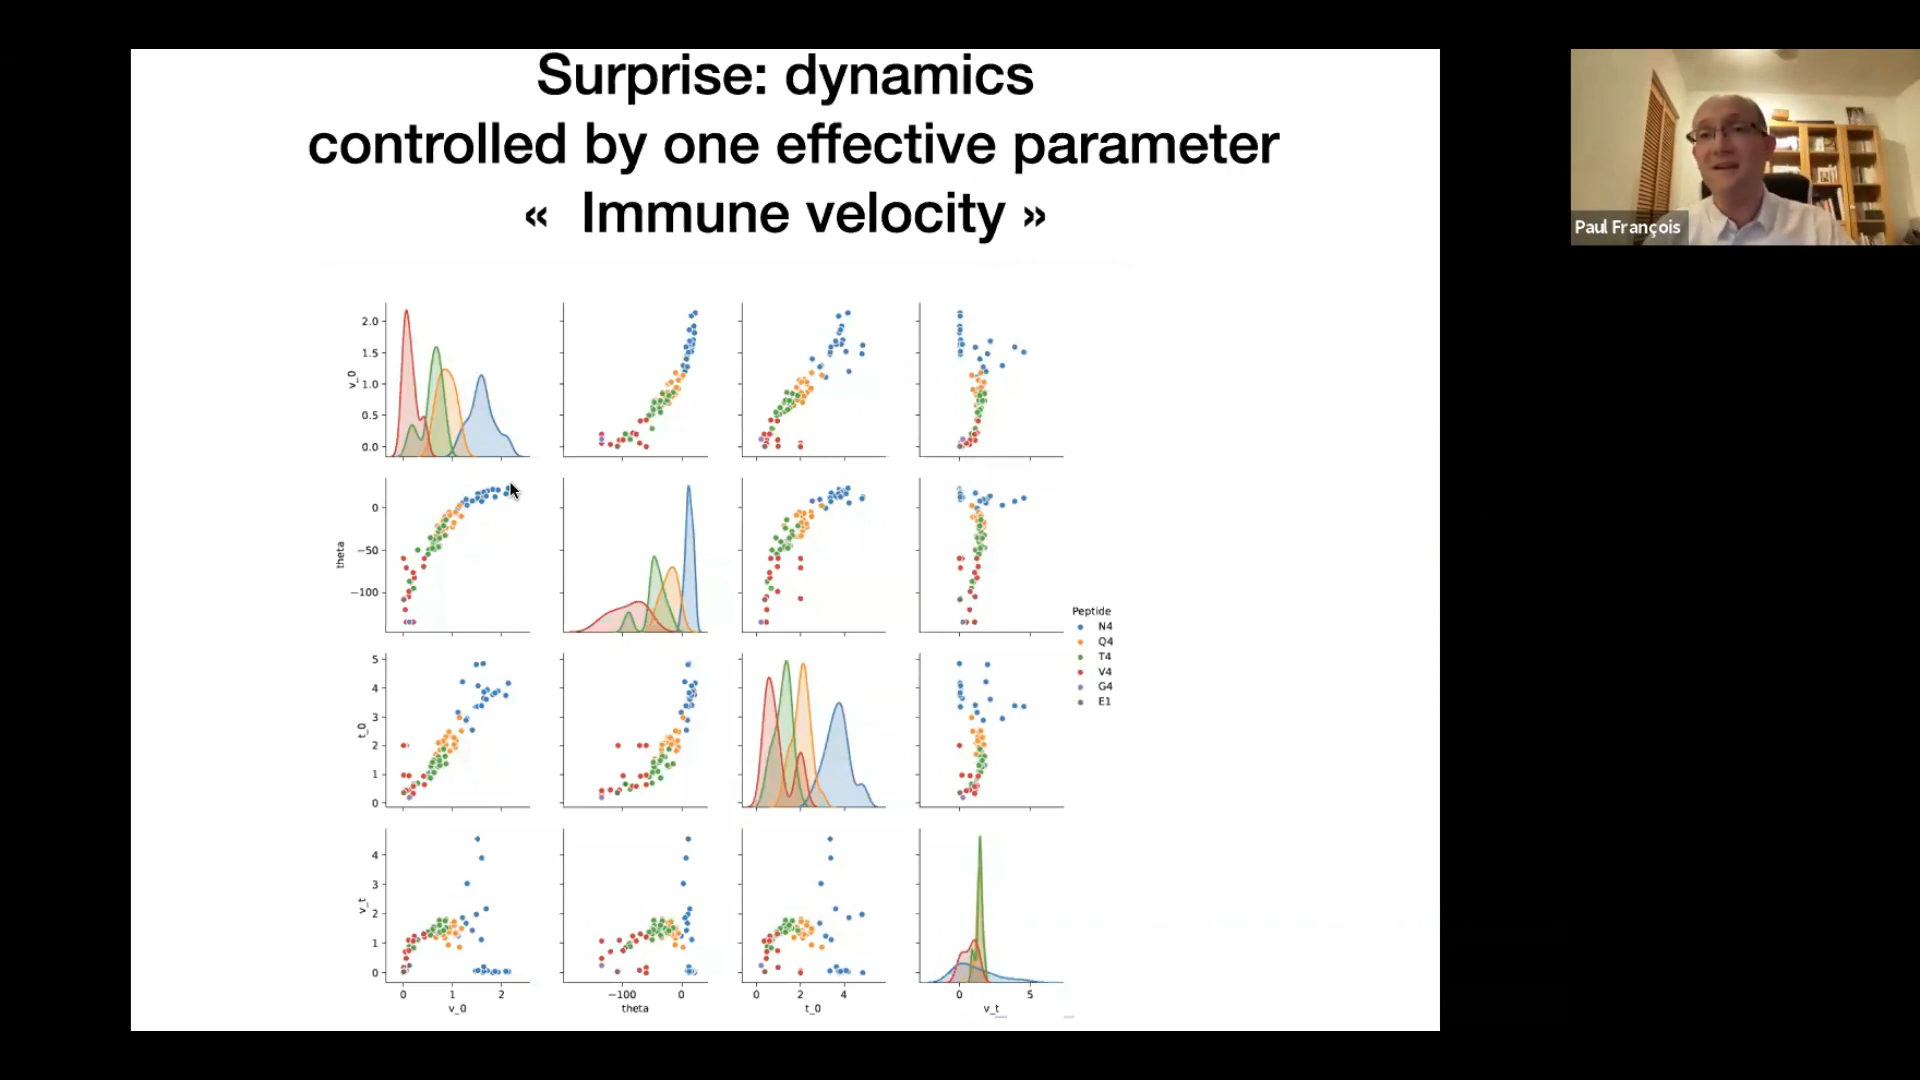 Surprise: dynamics
controlled by one effective parameter
«  Immune velocity »
Paul François
2.0
1.5
1.0
0.5
0.0
v_0
0
−50
−100
theta
5
4
3
2
1
0
t_0
4
3
2
1
0
v_t
0 1 2
v_0
−100 0
theta
0 2 4
t_0
0 5
v_t
Peptide
N4
Q4
T4
V4
G4
E1